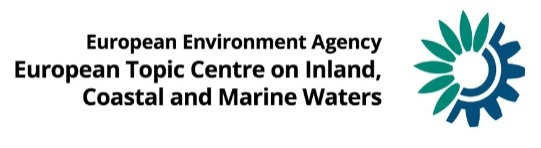 European Environment Agency
European Topic Centre on Inland,
Coastal and Marine Waters